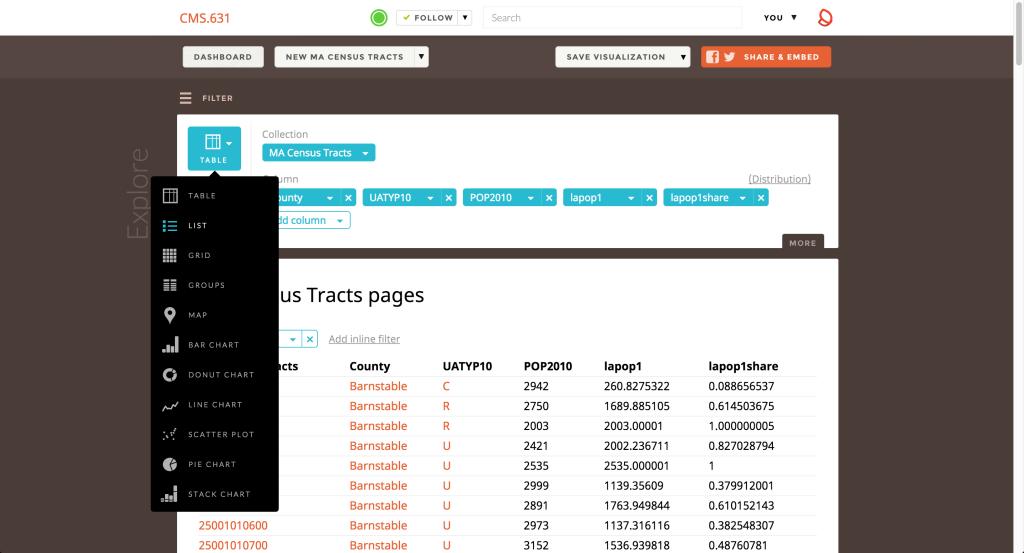 CMS.631
FOLLOW
Search
YOU
DASHBOARD
NEW MA CENSUS TRACTS
SAVE VISUALIZATION
SHARE & EMBED
FILTER
Explore
TABLE
Collection
MA Census Tracts
olumn
(Distribution)
ounty
UATYP10
POP2010
lapop1
lapop1share
dd column
MORE
TABLE
LIST
GRID
GROUPS
MAP
BAR CHART
DONUT CHART
LINE CHART
SCATTER PLOT
PIE CHART
STACK CHART
us Tracts pages
Add inline filter
cts County UATYP10 POP2010 lapop1 lapop1share
Barnstable C 2942 260.8275322 0.088656537
Barnstable R 2750 1689.885105 0.614503675
Barnstable R 2003 2003.00001 1.000000005
Barnstable U 2421 2002.236711 0.827028794
Barnstable U 2535 2535.000001 1
Barnstable U 2999 1139.35609 0.379912001
Barnstable U 2891 1763.949844 0.610152143
25001010600 Barnstable U 2973 1137.316116 0.382548307
25001010700 Barnstable U 3152 1536.939818 0.48760781